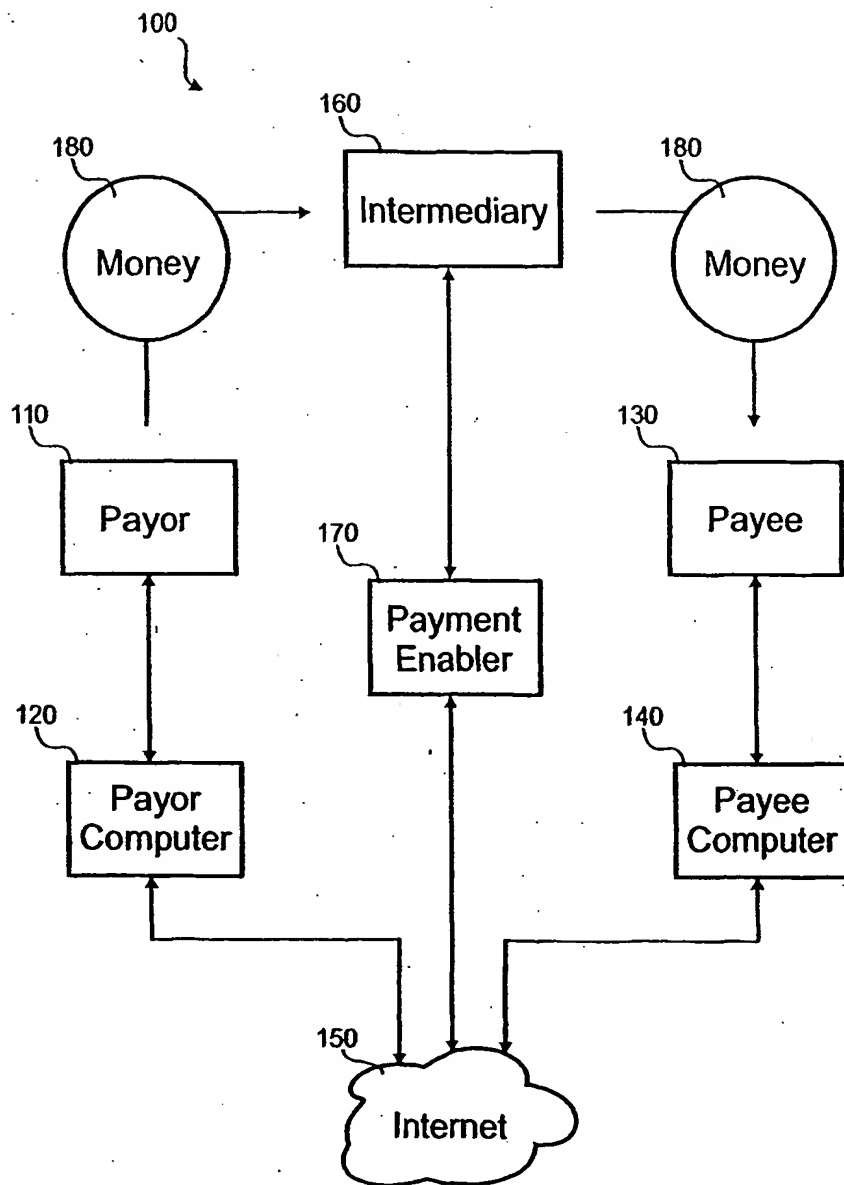 100
160
180
180
Intermediary
Money
Money
110
130
Payor
Payee
170
Payment
Enabler
120
140
Payor
Computer
Payee
Computer
150
Internet